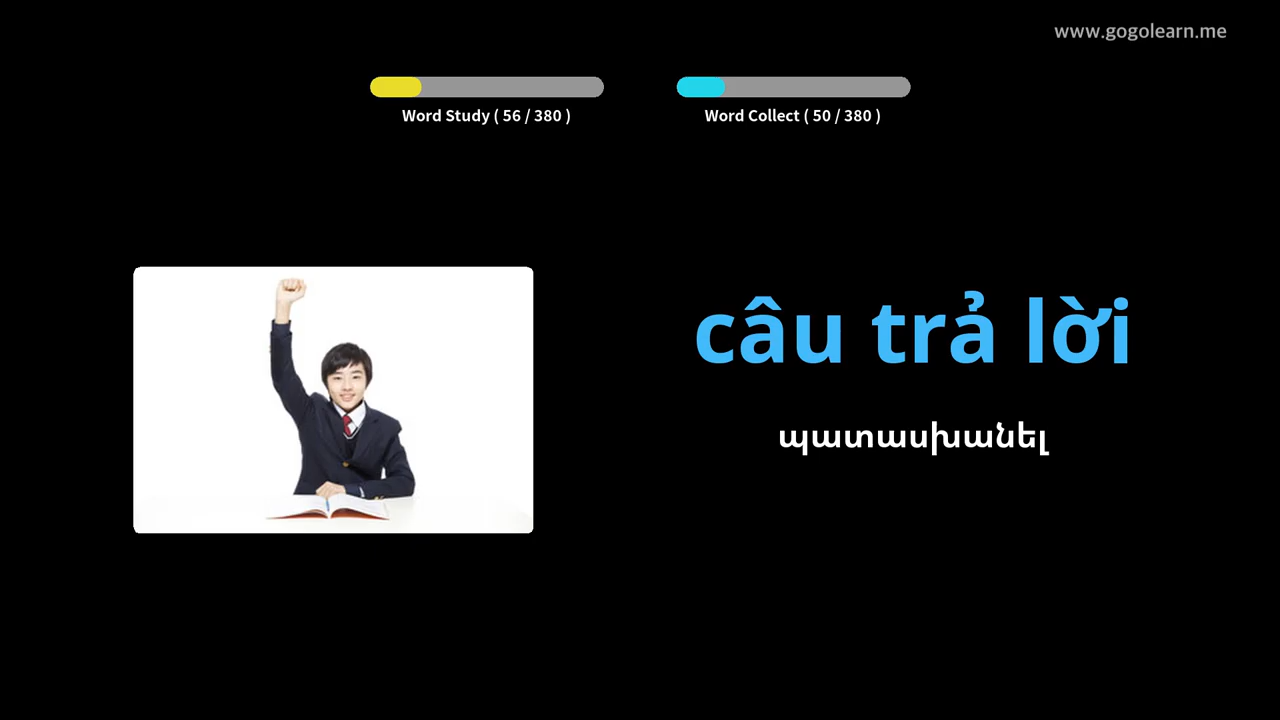 www.gogolearn.me
Word Study ( 56 / 380 )
Word Collect ( 50 / 380 )
câu trả lời
պատասխանել